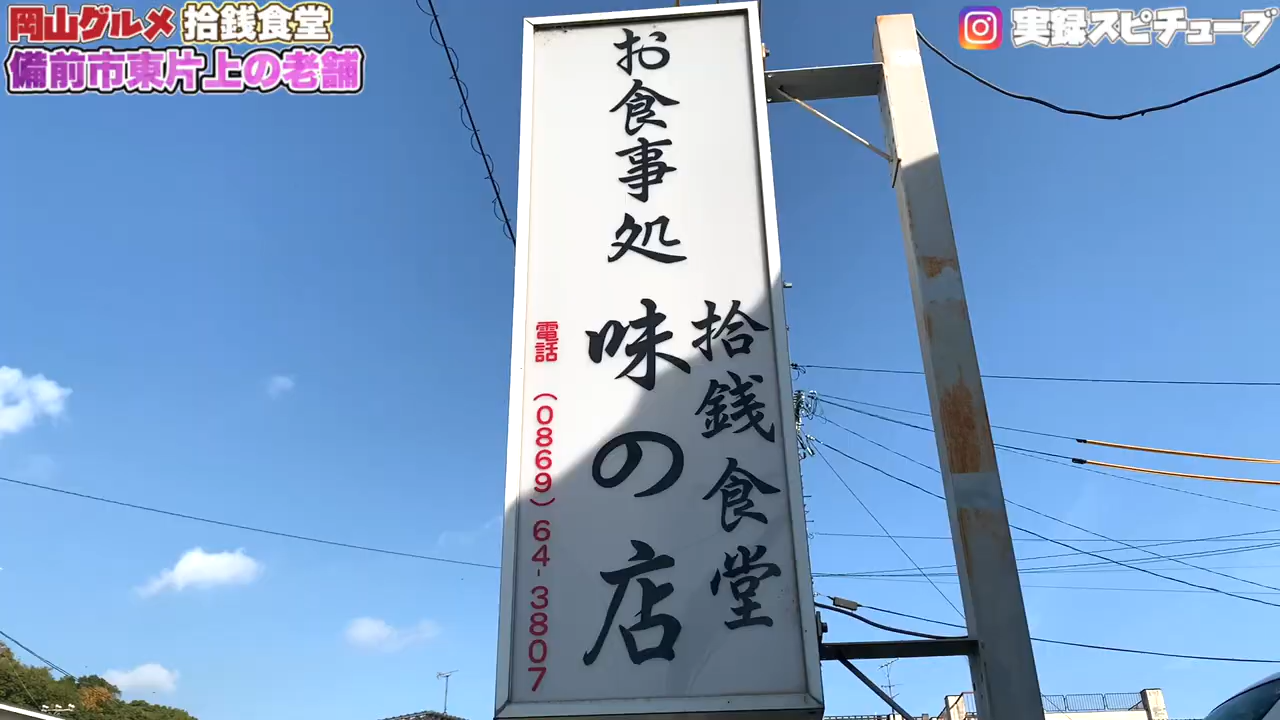 岡山グルメ 拾銭食堂
備前市東片上の老舗
実録スピチューブ
お食事処
拾銭食堂
味の店
電話 (0869)64-3807